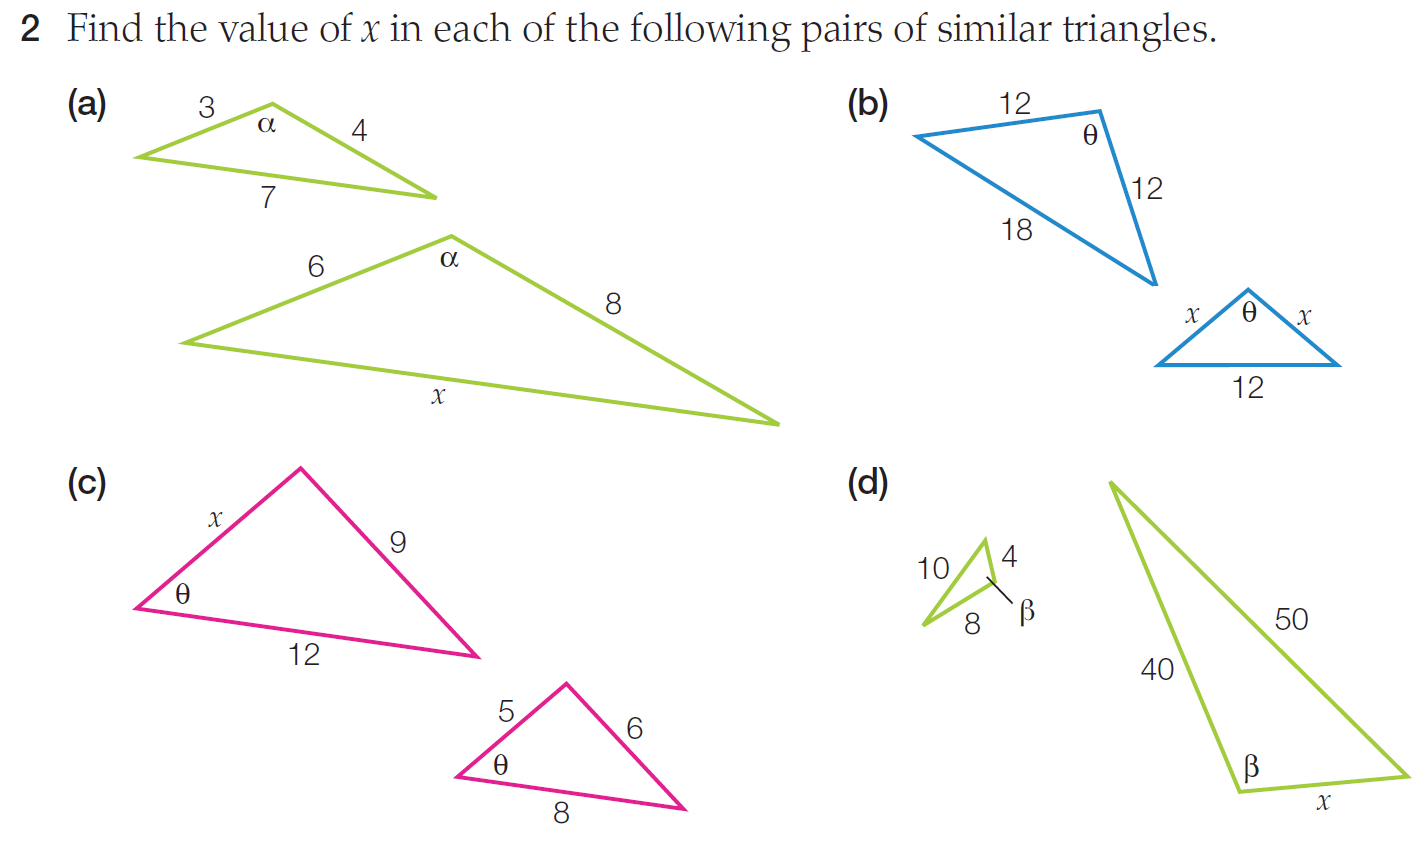 2 Find the value of x in each of the following pairs of similar triangles.
(a)
3
α
4
7
6
α
8
x
(b)
12
θ
12
18
x
θ
x
12
(c)
x
9
θ
12
5
6
θ
8
(d)
10
4
8
β
50
40
β
x